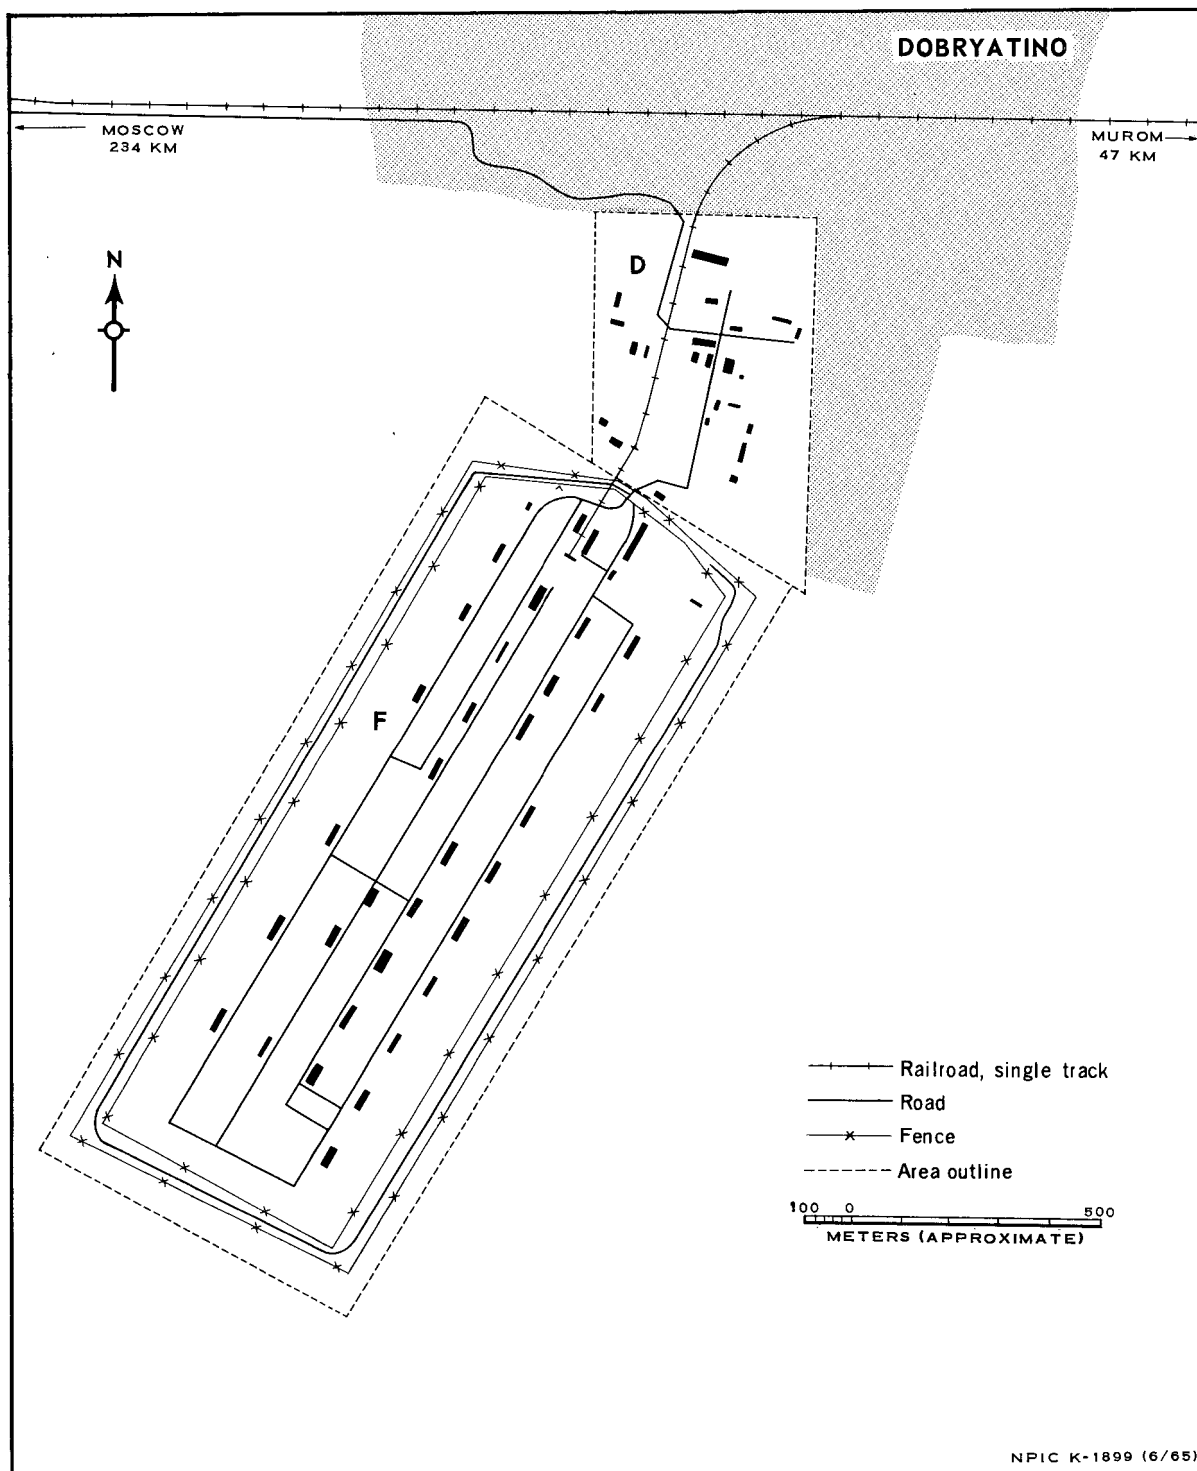 DOBRYATINO
MOSCOW
234 KM
MUROM
47 KM
N
D
F
Railroad, single track
Road
Fence
Area outline
100 0 500
METERS (APPROXIMATE)
NPIC K-1899 (6/65)